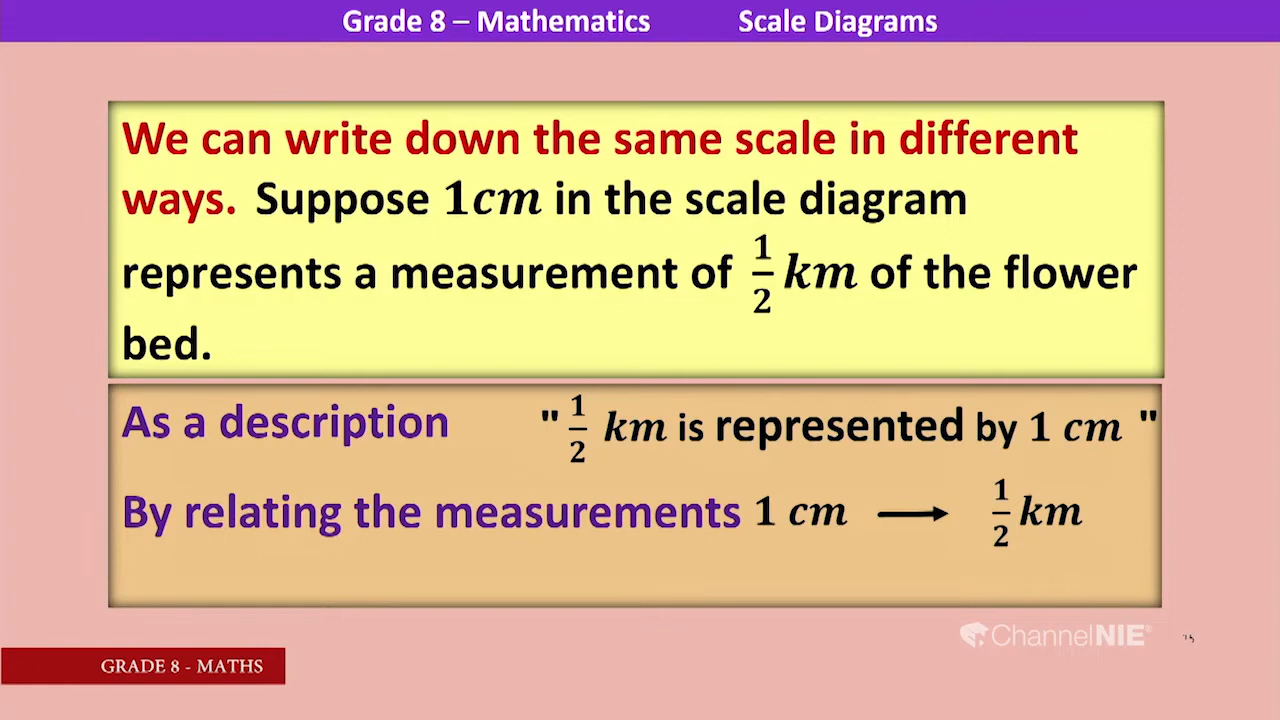 Grade 8 – Mathematics Scale Diagrams
We can write down the same scale in different
ways. Suppose 1cm in the scale diagram
represents a measurement of 1/2 km of the flower
bed.
As a description " 1/2 km is represented by 1 cm "
By relating the measurements 1 cm ⟶ 1/2 km
ChannelNIE®
GRADE 8 - MATHS